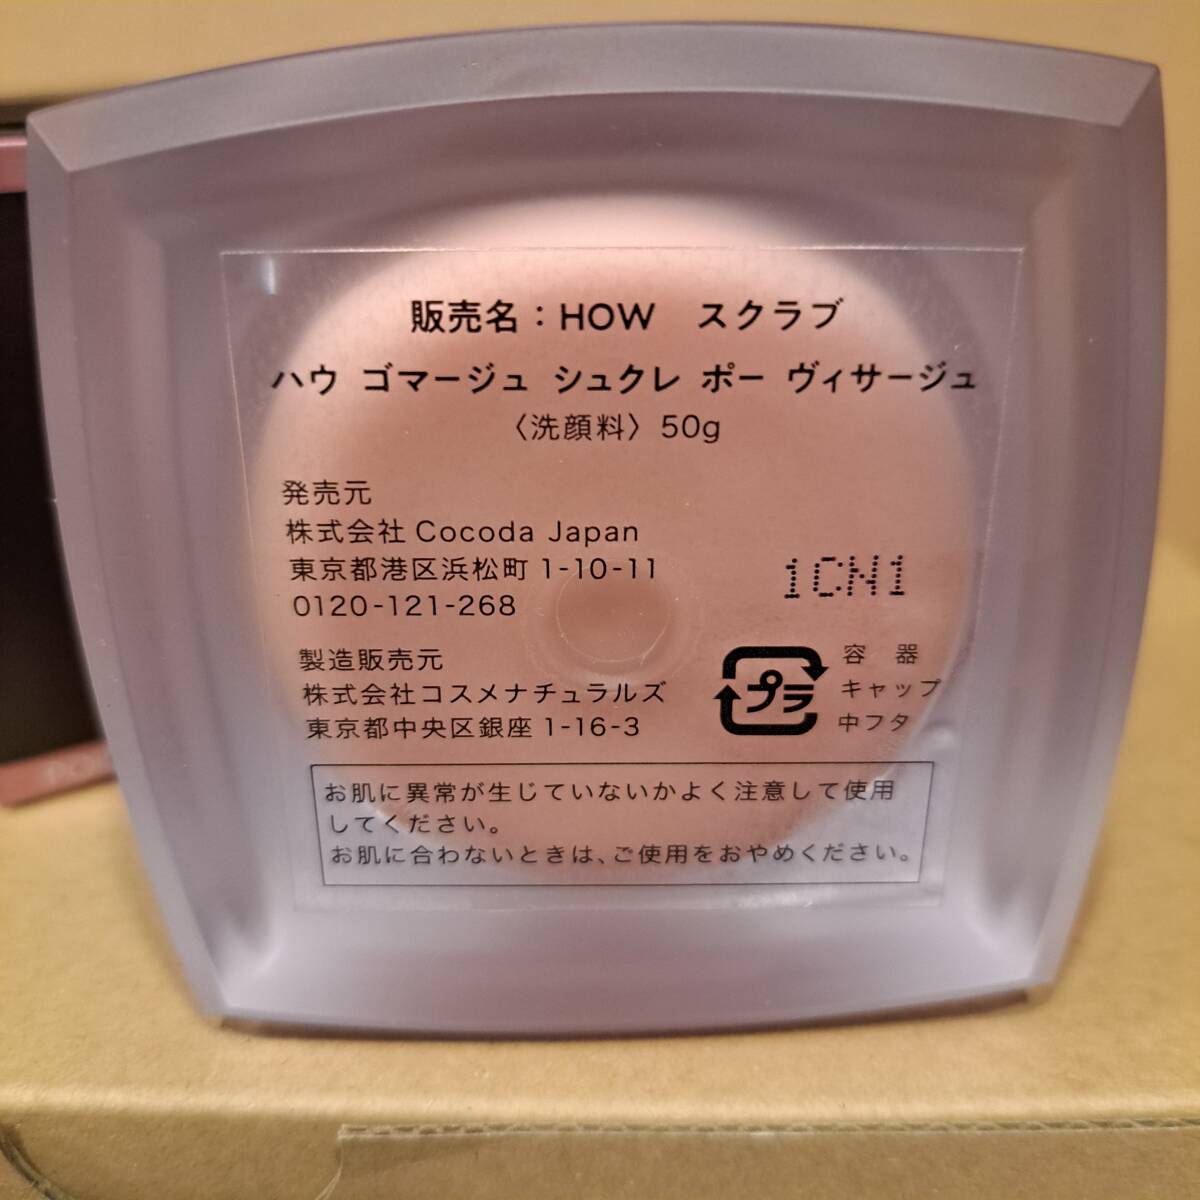 販売名：HOW　スクラブ
ハウ ゴマージュ シュクレ ポー ヴィサージュ
〈洗顔料〉50g
発売元
株式会社 Cocoda Japan
東京都港区浜松町 1-10-11
0120-121-268
1CN1
製造販売元
株式会社コスメナチュラルズ
東京都中央区銀座 1-16-3
プラ
容　器
キャップ
中フタ
お肌に異常が生じていないかよく注意して使用
してください。
お肌に合わないときは、ご使用をおやめください。